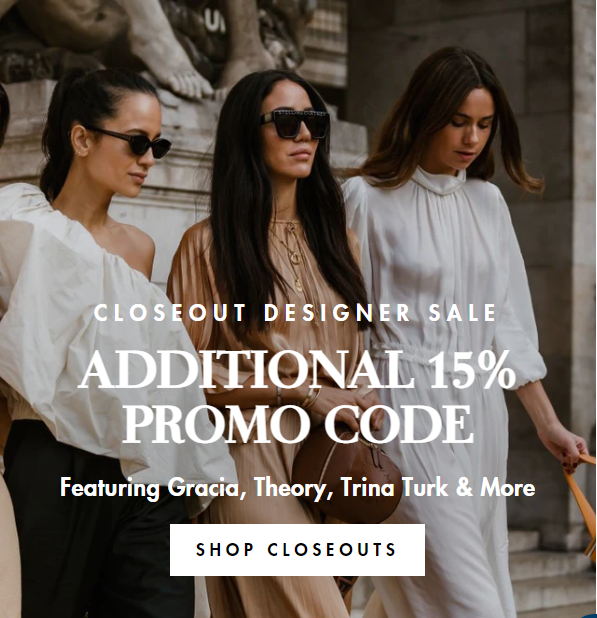 CLOSEOUT DESIGNER SALE
ADDITIONAL 15%
PROMO CODE
Featuring Gracia, Theory, Trina Turk & More
SHOP CLOSEOUTS